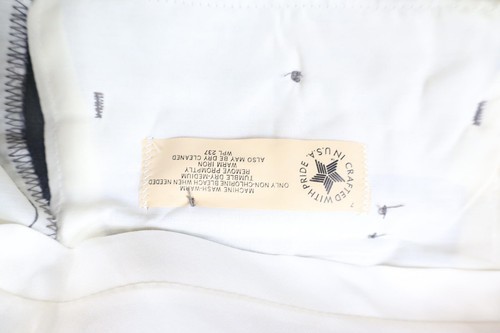 MACHINE WASH-WARM
ONLY NON-CHLORINE BLEACH WHEN NEEDED
TUMBLE DRY-MEDIUM
REMOVE PROMPTLY
WARM IRON
ALSO MAY BE DRY CLEANED
WPL 237
CRAFTED WITH PRIDE IN U.S.A.